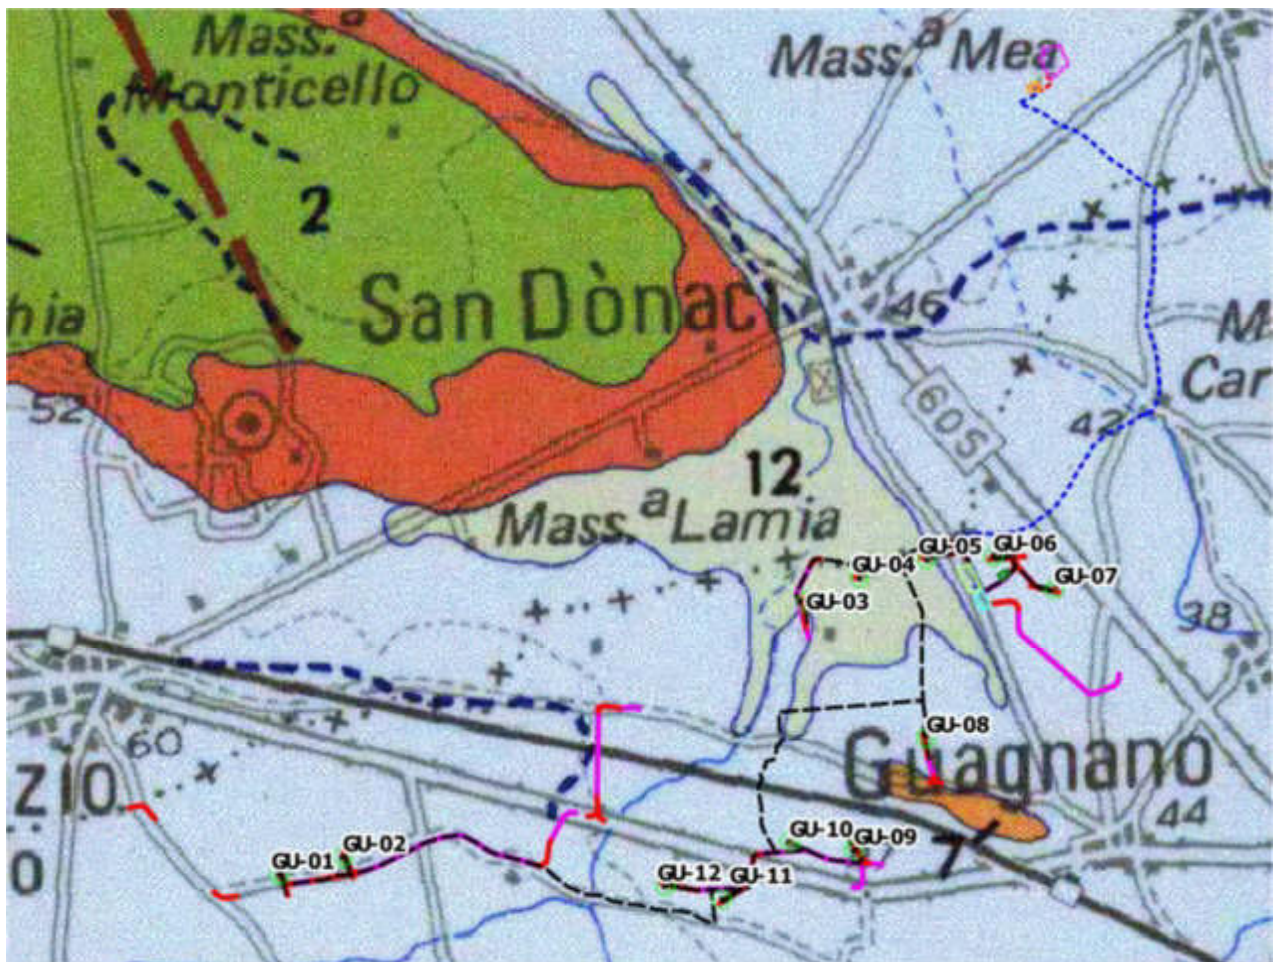 Mass.ª
Monticello
Mass.ª Mea
2
San Dònaci
46
hia
M
Car
52
605
42
12
Mass.ª Lamia
GU-05
GU-06
GU-04
GU-07
GU-03
38
60
GU-08
Guagnano
ZIO
44
GU-10
GU-09
GU-02
GU-01
O
GU-12
GU-11